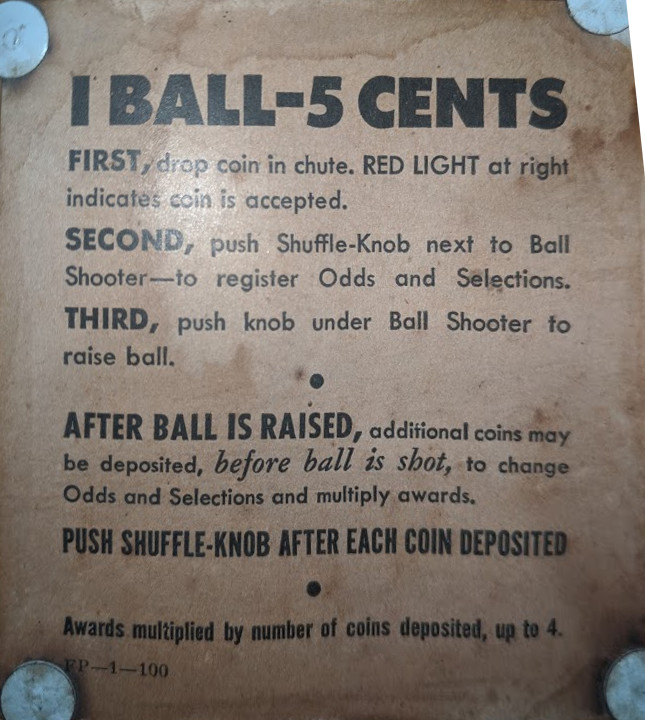 1 BALL-5 CENTS
FIRST, drop coin in chute. RED LIGHT at right
indicates coin is accepted.
SECOND, push Shuffle-Knob next to Ball
Shooter—to register Odds and Selections.
THIRD, push knob under Ball Shooter to
raise ball.
AFTER BALL IS RAISED, additional coins may
be deposited, before ball is shot, to change
Odds and Selections and multiply awards.
PUSH SHUFFLE-KNOB AFTER EACH COIN DEPOSITED
Awards multiplied by number of coins deposited, up to 4.
FP—1—100